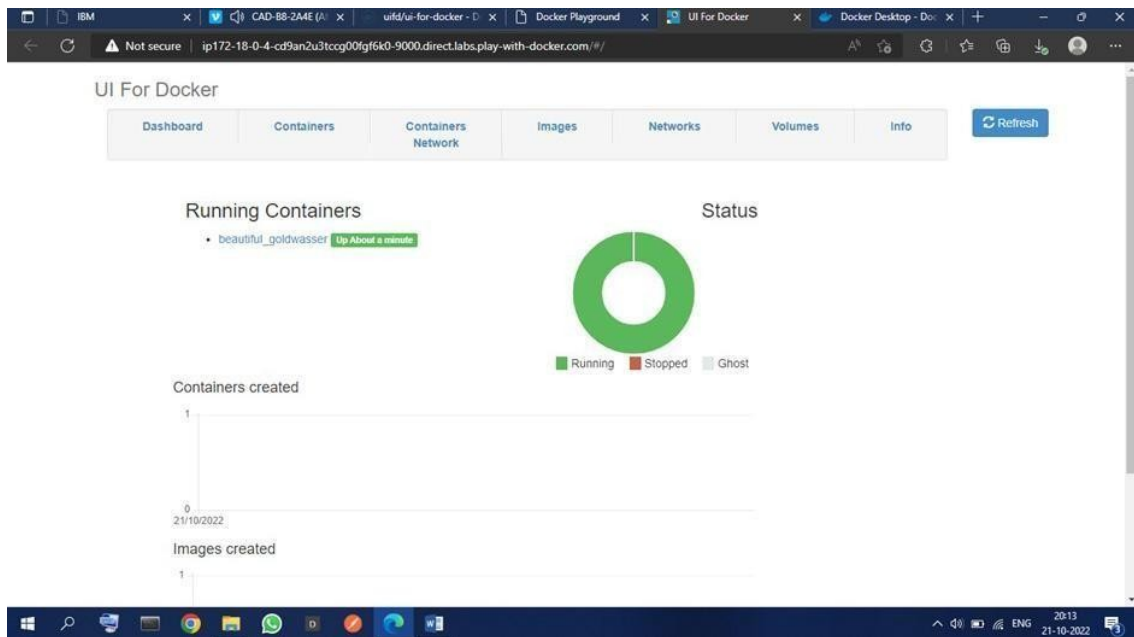 IBM
CAD-B8-2A4E (A
uifd/ui-for-docker - D
Docker Playground
UI For Docker
Docker Desktop - Doc
Not secure
ip172-18-0-4-cd9an2u3tccg00fgf6k0-9000.direct.labs.play-with-docker.com/#/
UI For Docker
Dashboard
Containers
Containers
Network
Images
Networks
Volumes
Info
Refresh
Running Containers
Status
beautiful_goldwasser Up About a minute
Running
Stopped
Ghost
Containers created
1
0
21/10/2022
Images created
1
ENG
20:13
21-10-2022